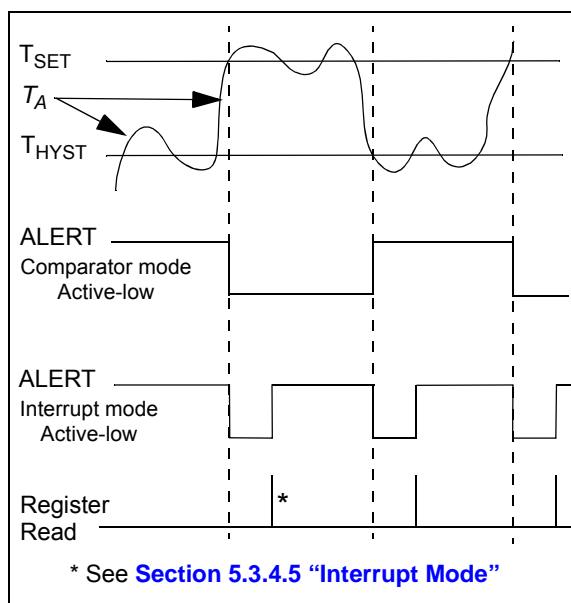 TSET
TA
THYST
ALERT
Comparator mode
Active-low
ALERT
Interrupt mode
Active-low
Register
Read
*
* See Section 5.3.4.5 “Interrupt Mode”